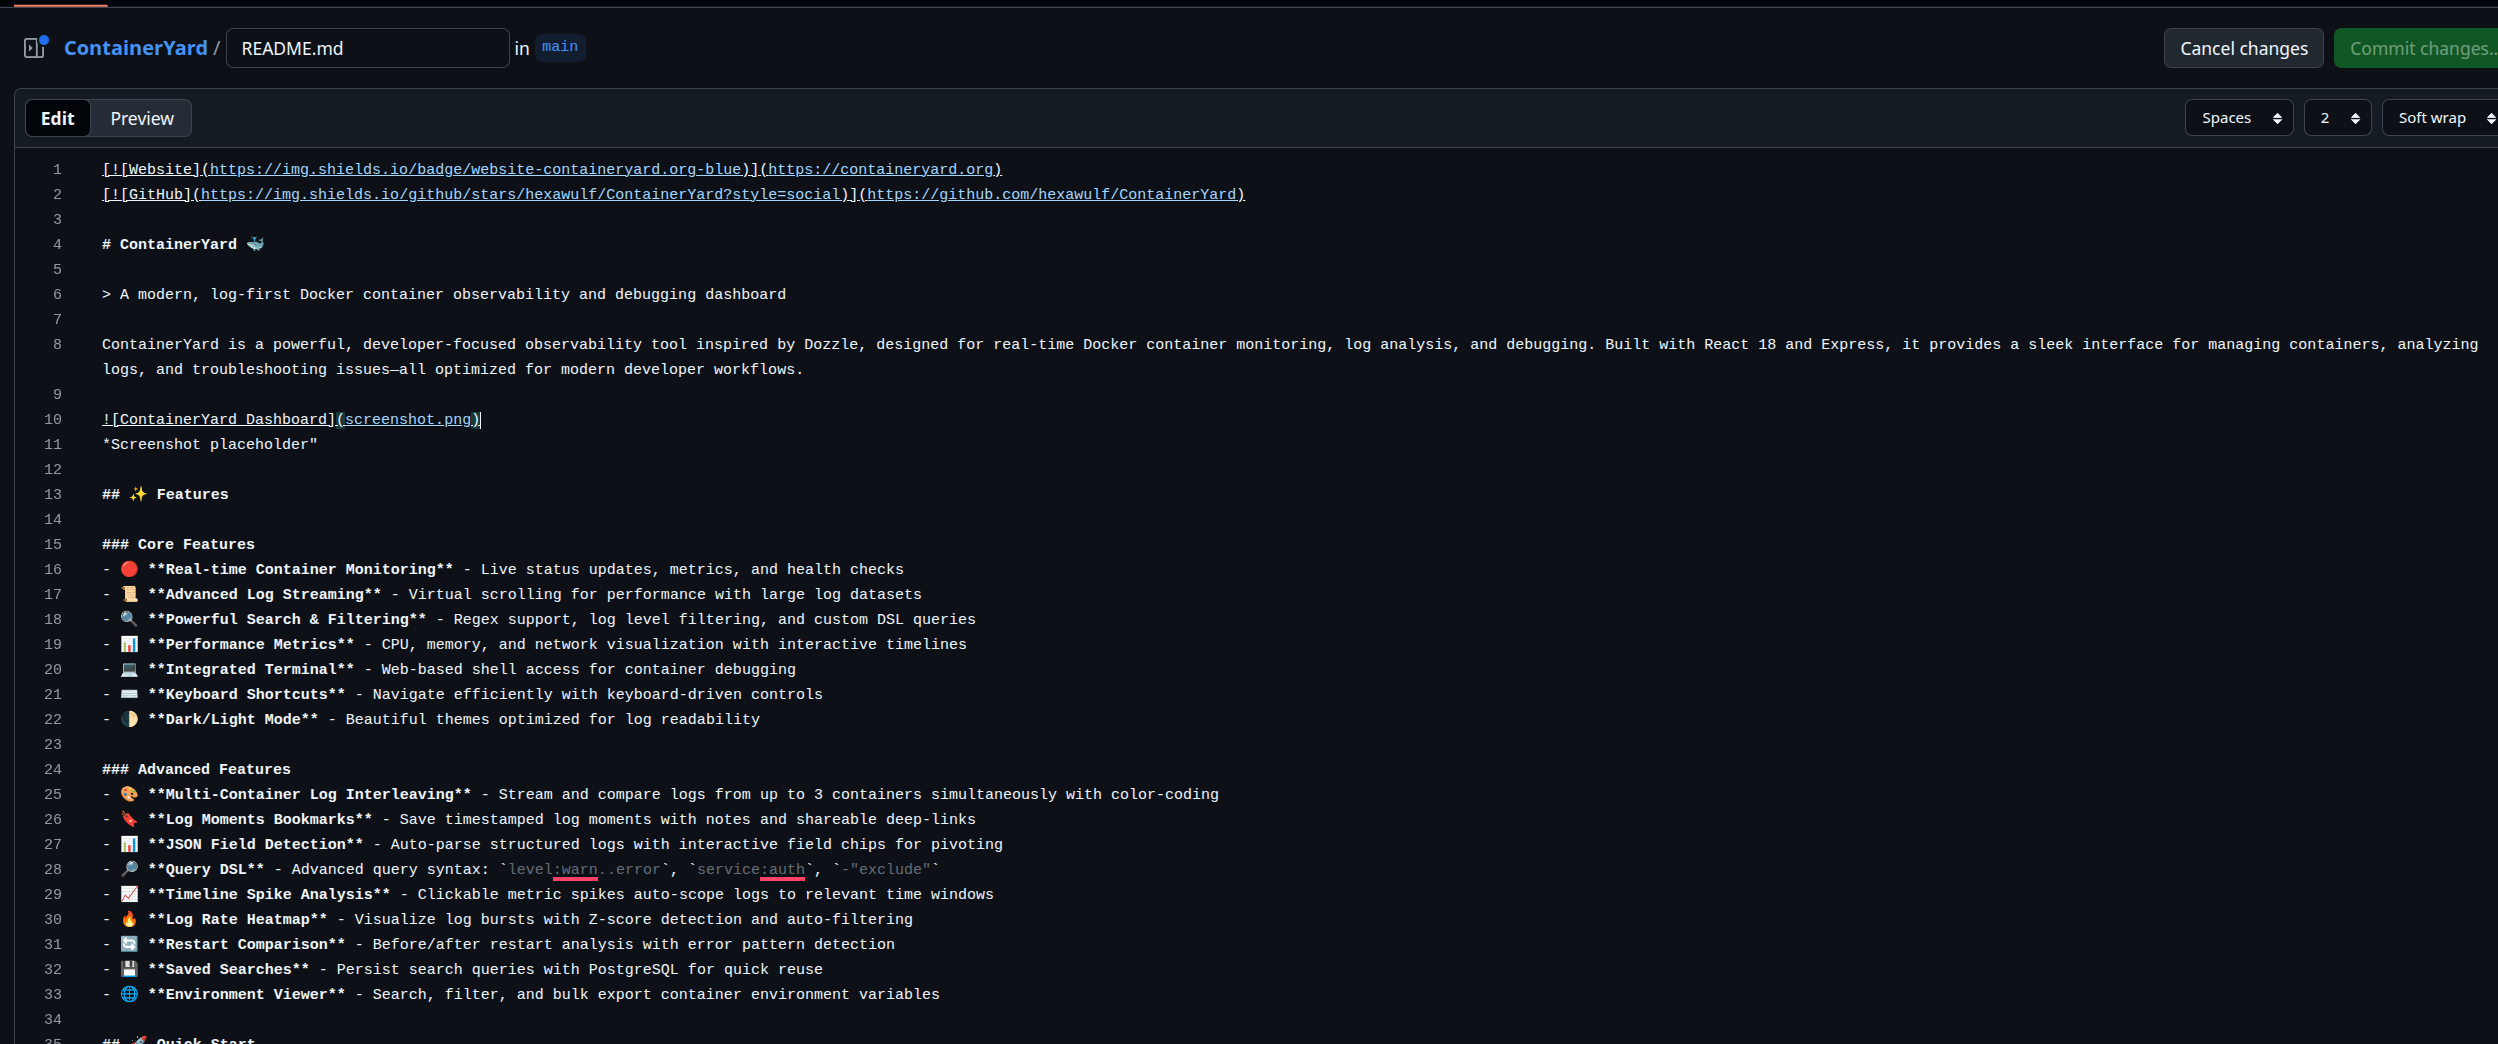 ContainerYard / README.md in main Cancel changes Commit changes...
Edit Preview Spaces 2 Soft wrap
1 [![Website](https://img.shields.io/badge/website-containeryard.org-blue)](https://containeryard.org)
2 [![GitHub](https://img.shields.io/github/stars/hexawulf/ContainerYard?style=social)](https://github.com/hexawulf/ContainerYard)
3
4 # ContainerYard 🐳
5
6 > A modern, log-first Docker container observability and debugging dashboard
7
8 ContainerYard is a powerful, developer-focused observability tool inspired by Dozzle, designed for real-time Docker container monitoring, log analysis, and debugging. Built with React 18 and Express, it provides a sleek interface for managing containers, analyzing
logs, and troubleshooting issues—all optimized for modern developer workflows.
9
10 ![ContainerYard Dashboard](screenshot.png)
11 *Screenshot placeholder"
12
13 ## ✨ Features
14
15 ### Core Features
16 - 🔴 **Real-time Container Monitoring** - Live status updates, metrics, and health checks
17 - 📜 **Advanced Log Streaming** - Virtual scrolling for performance with large log datasets
18 - 🔍 **Powerful Search & Filtering** - Regex support, log level filtering, and custom DSL queries
19 - 📊 **Performance Metrics** - CPU, memory, and network visualization with interactive timelines
20 - 💻 **Integrated Terminal** - Web-based shell access for container debugging
21 - ⌨️ **Keyboard Shortcuts** - Navigate efficiently with keyboard-driven controls
22 - 🌓 **Dark/Light Mode** - Beautiful themes optimized for log readability
23
24 ### Advanced Features
25 - 🎨 **Multi-Container Log Interleaving** - Stream and compare logs from up to 3 containers simultaneously with color-coding
26 - 🔖 **Log Moments Bookmarks** - Save timestamped log moments with notes and shareable deep-links
27 - 📊 **JSON Field Detection** - Auto-parse structured logs with interactive field chips for pivoting
28 - 🔎 **Query DSL** - Advanced query syntax: `level:warn..error`, `service:auth`, `-"exclude"`
29 - 📈 **Timeline Spike Analysis** - Clickable metric spikes auto-scope logs to relevant time windows
30 - 🔥 **Log Rate Heatmap** - Visualize log bursts with Z-score detection and auto-filtering
31 - 🔄 **Restart Comparison** - Before/after restart analysis with error pattern detection
32 - 💾 **Saved Searches** - Persist search queries with PostgreSQL for quick reuse
33 - 🌐 **Environment Viewer** - Search, filter, and bulk export container environment variables
34
35 ## 🚀 Quick Start